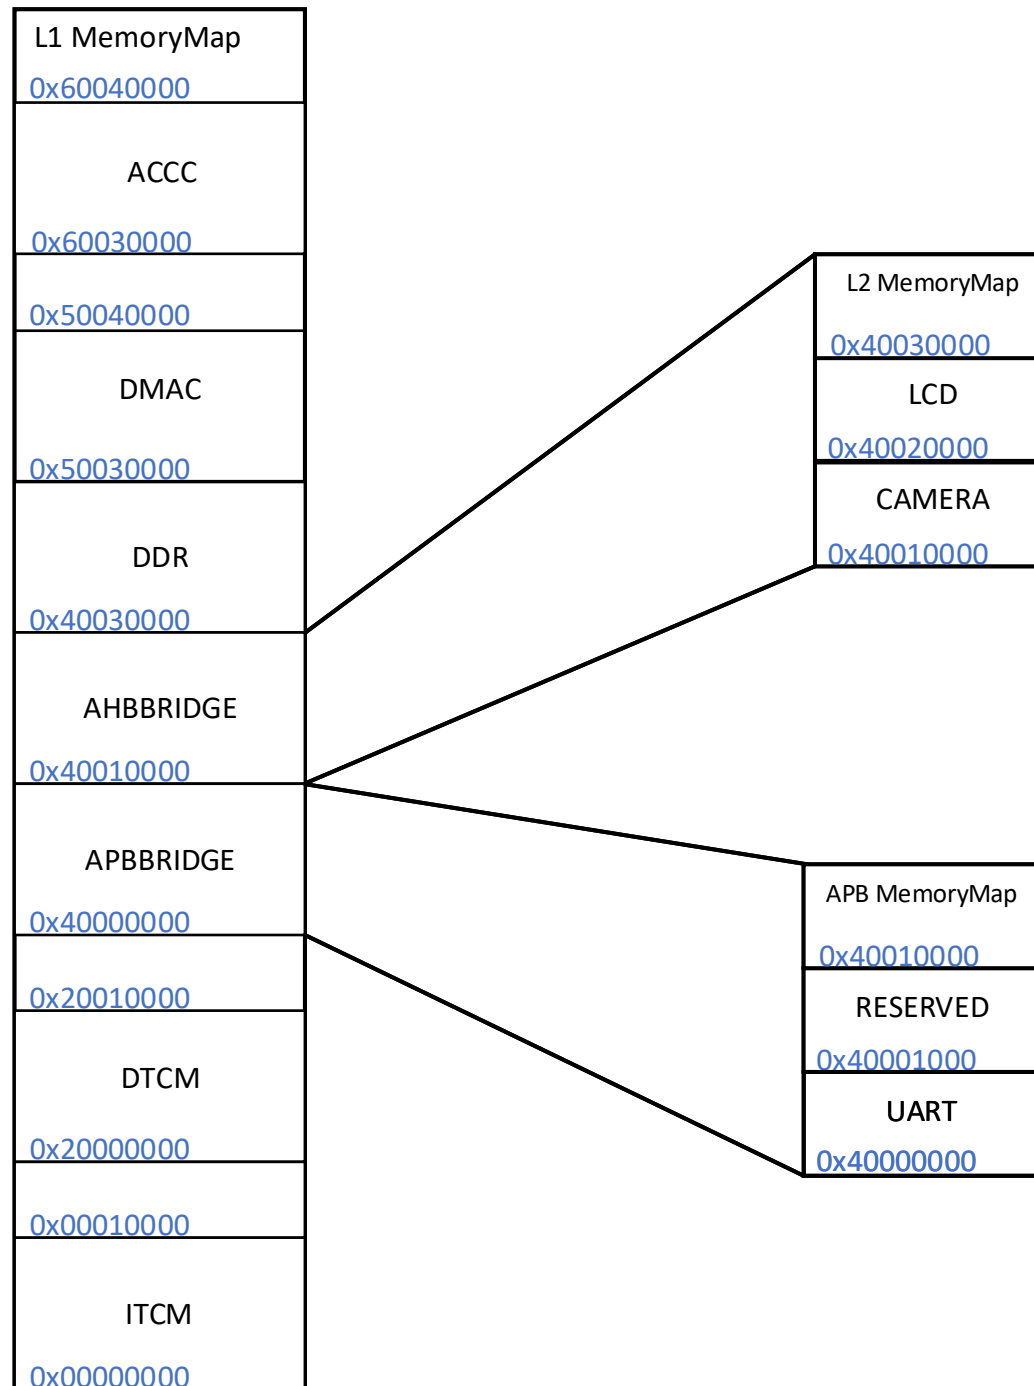 L1 MemoryMap
0x60040000
ACCC
0x60030000
0x50040000
DMAC
0x50030000
DDR
0x40030000
AHBBRIDGE
0x40010000
APBBRIDGE
0x40000000
0x20010000
DTCM
0x20000000
0x00010000
ITCM
0x00000000
L2 MemoryMap
0x40030000
LCD
0x40020000
CAMERA
0x40010000
APB MemoryMap
0x40010000
RESERVED
0x40001000
UART
0x40000000